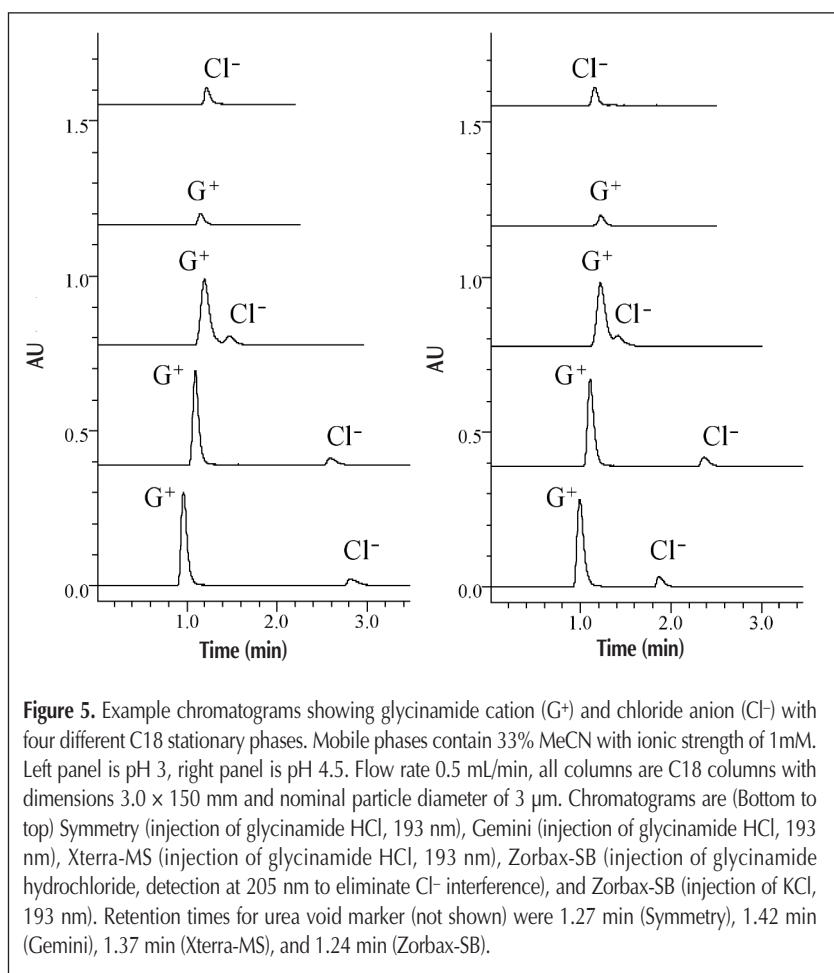 Cl⁻
G⁺
G⁺
Cl⁻
G⁺
Cl⁻
G⁺
Cl⁻
1.5
1.0
0.5
0.0
AU
1.0
2.0
3.0
Time (min)
Cl⁻
G⁺
G⁺
Cl⁻
G⁺
Cl⁻
G⁺
Cl⁻
1.5
1.0
0.5
0.0
AU
1.0
2.0
3.0
Time (min)
Figure 5. Example chromatograms showing glycinamide cation (G⁺) and chloride anion (Cl⁻) with
four different C18 stationary phases. Mobile phases contain 33% MeCN with ionic strength of 1mM.
Left panel is pH 3, right panel is pH 4.5. Flow rate 0.5 mL/min, all columns are C18 columns with
dimensions 3.0 × 150 mm and nominal particle diameter of 3 µm. Chromatograms are (Bottom to
top) Symmetry (injection of glycinamide HCl, 193 nm), Gemini (injection of glycinamide HCl, 193
nm), Xterra-MS (injection of glycinamide HCl, 193 nm), Zorbax-SB (injection of glycinamide
hydrochloride, detection at 205 nm to eliminate Cl⁻ interference), and Zorbax-SB (injection of KCl,
193 nm). Retention times for urea void marker (not shown) were 1.27 min (Symmetry), 1.42 min
(Gemini), 1.37 min (Xterra-MS), and 1.24 min (Zorbax-SB).